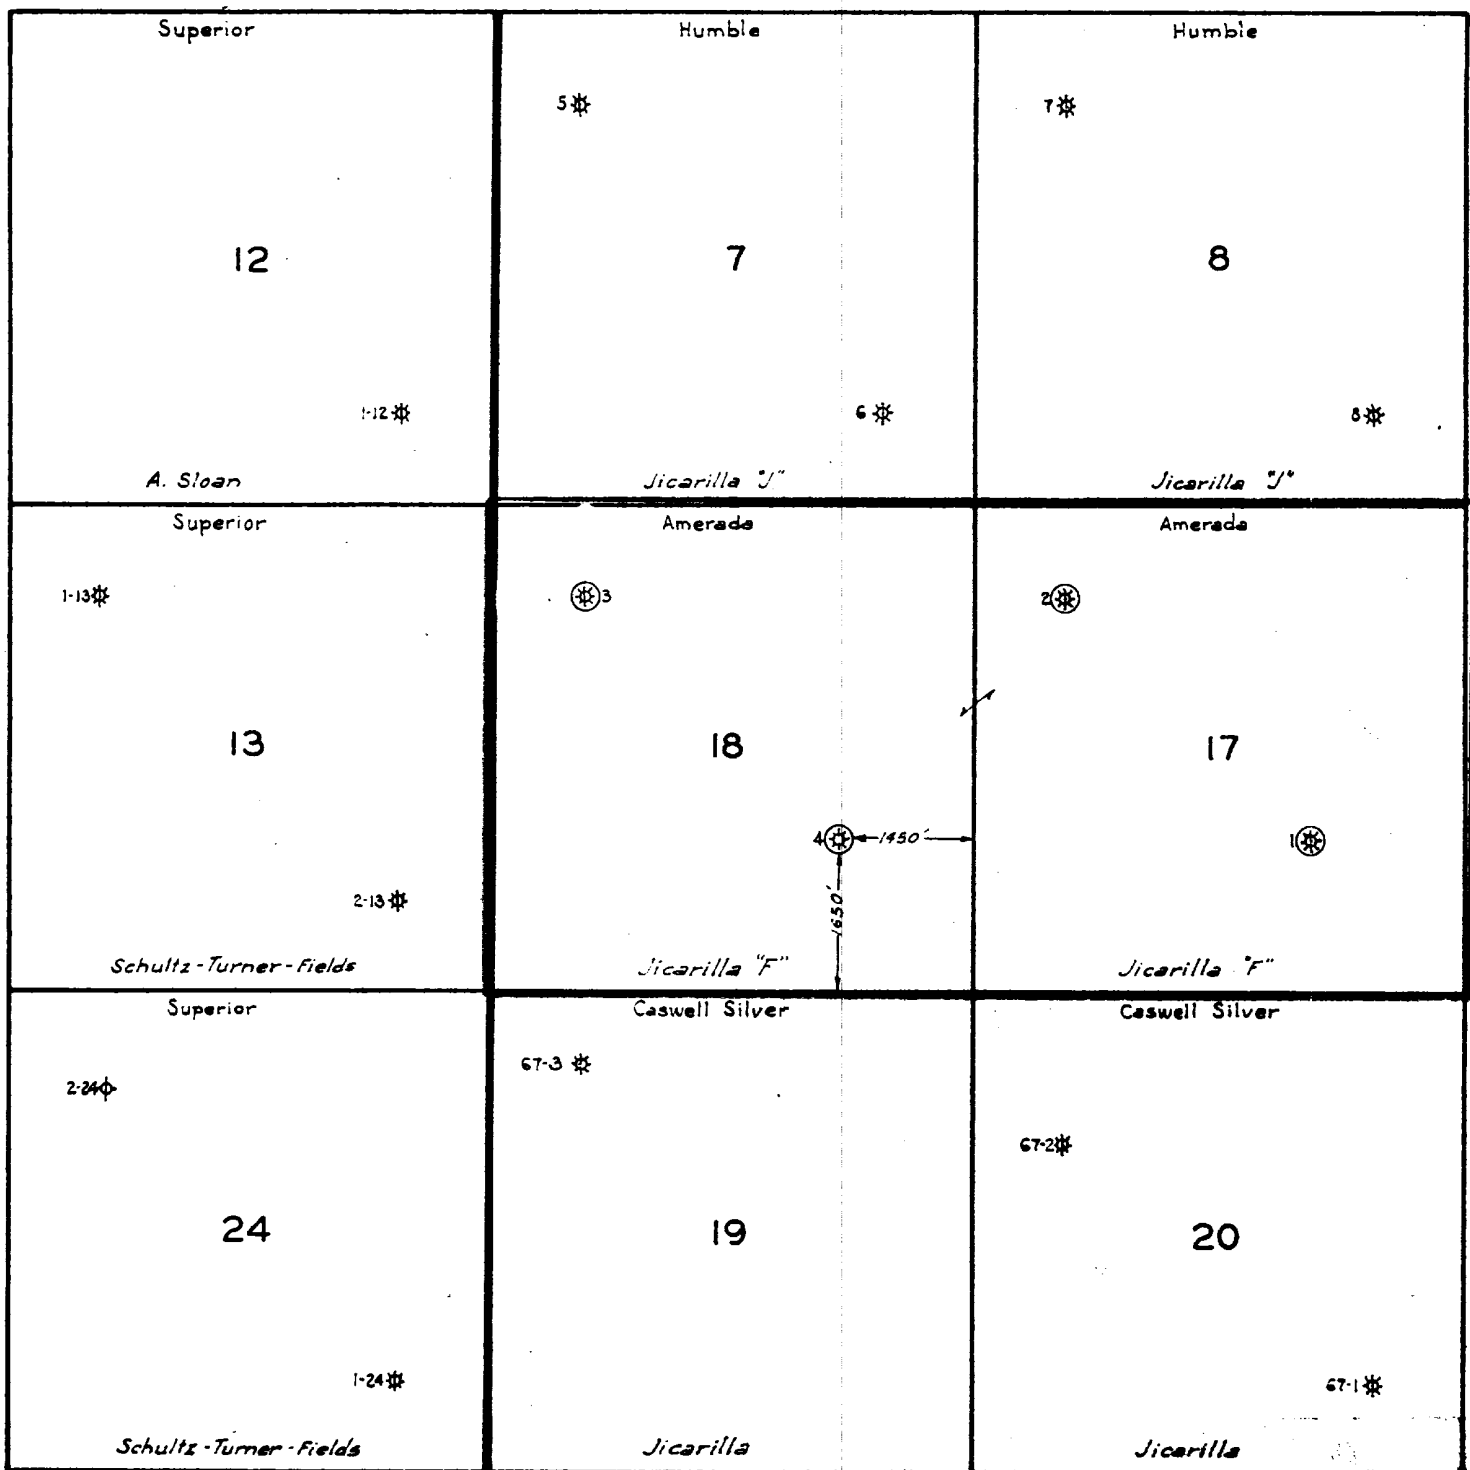 Superior
Humble
Humble
5
7
12
7
8
1-12
6
8
A. Sloan
Jicarilla "J"
Jicarilla "J"
Superior
Amerada
Amerada
1-13
3
2
13
18
17
4
1450'
1
1650'
2-13
Schultz-Turner-Fields
Jicarilla "F"
Jicarilla "F"
Superior
Caswell Silver
Caswell Silver
67-3
2-24
67-2
24
19
20
1-24
67-1
Schultz-Turner-Fields
Jicarilla
Jicarilla